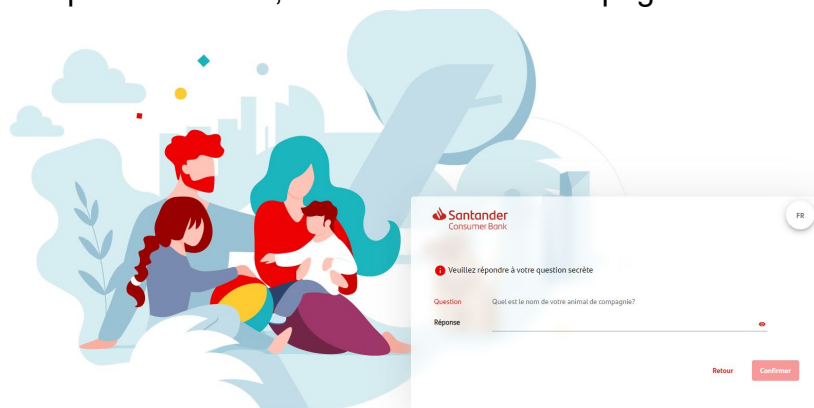 Santander
Consumer Bank
FR
Veuillez répondre à votre question secrète
Question Quel est le nom de votre animal de compagnie?
Réponse
Retour Confirmer